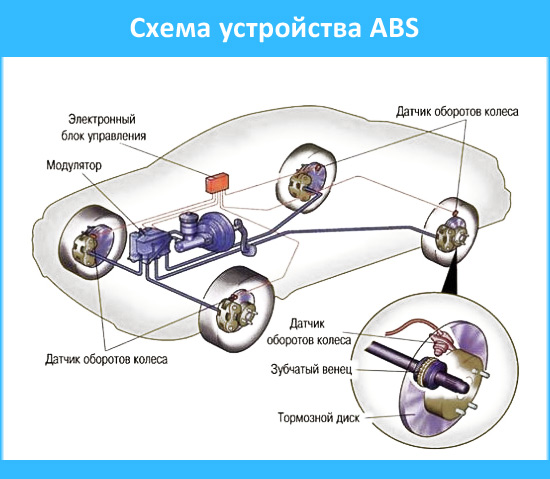 Схема устройства ABS
Электронный
блок управления
Модулятор
Датчик оборотов колеса
Датчик оборотов колеса
Датчик
оборотов колеса
Зубчатый венец
Тормозной диск